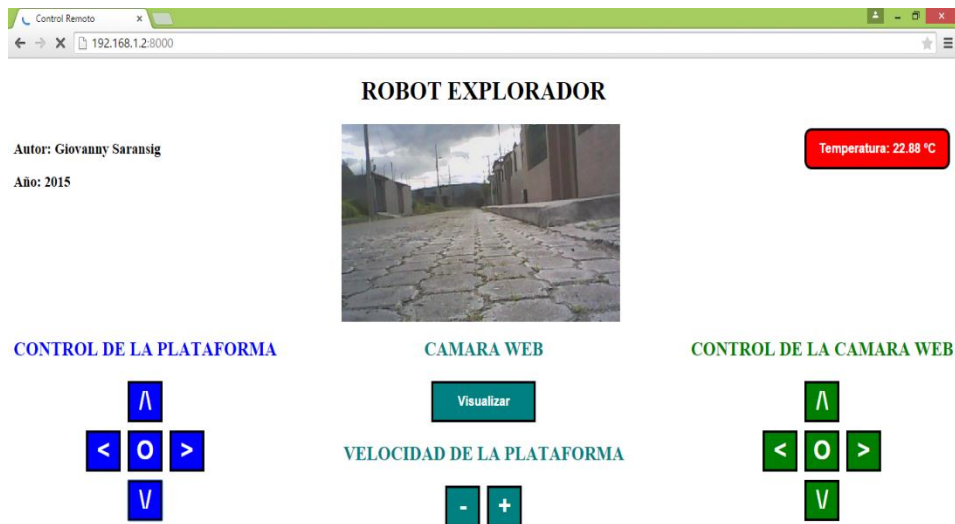 Control Remoto
192.168.1.2:8000
ROBOT EXPLORADOR
Autor: Giovanny Saransig
Año: 2015
Temperatura: 22.88 °C
CONTROL DE LA PLATAFORMA
/\
< O >
\/
CAMARA WEB
Visualizar
VELOCIDAD DE LA PLATAFORMA
- +
CONTROL DE LA CAMARA WEB
/\
< O >
\/